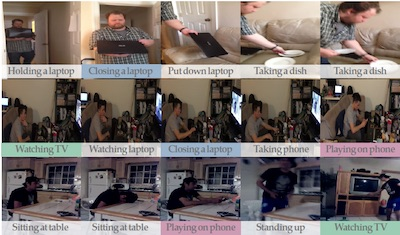 Holding a laptop
Closing a laptop
Put down laptop
Taking a dish
Taking a dish
Watching TV
Watching laptop
Closing a laptop
Taking phone
Playing on phone
Sitting at table
Sitting at table
Playing on phone
Standing up
Watching TV